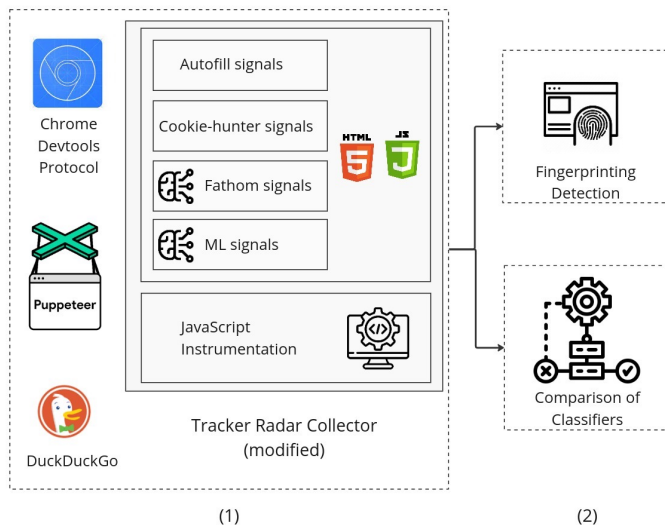 Chrome
Devtools
Protocol
Puppeteer
DuckDuckGo
Autofill signals
Cookie-hunter signals
Fathom signals
ML signals
HTML
5
JS
JavaScript
Instrumentation
</>
Tracker Radar Collector
(modified)
Fingerprinting
Detection
Comparison of
Classifiers
(1)
(2)